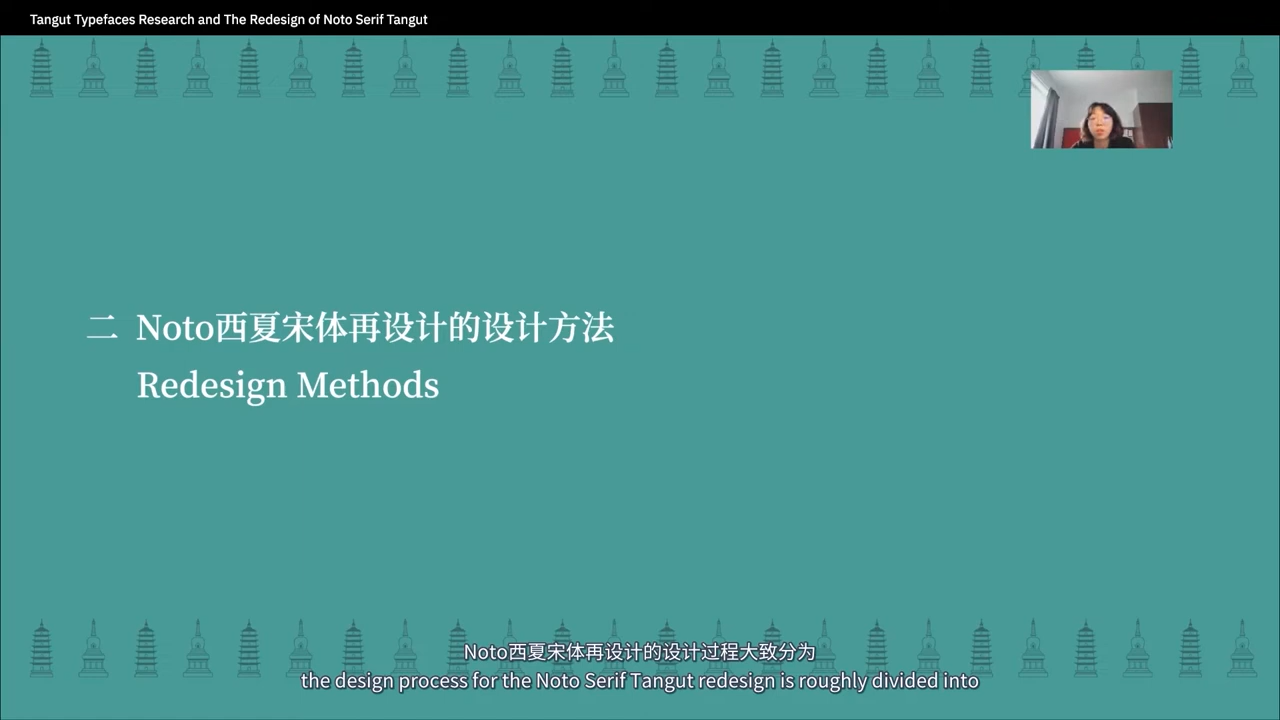 Tangut Typefaces Research and The Redesign of Noto Serif Tangut
二 Noto西夏宋体再设计的设计方法
Redesign Methods
Noto西夏宋体再设计的设计过程大致分为
the design process for the Noto Serif Tangut redesign is roughly divided into